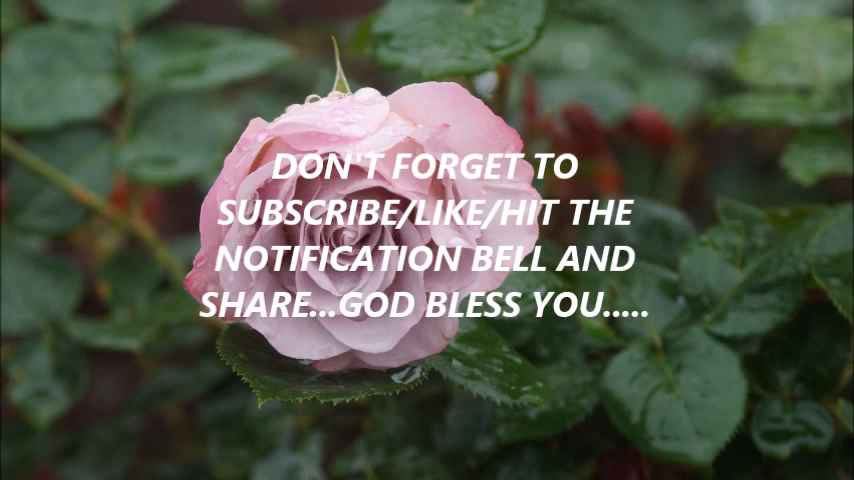 DON'T FORGET TO
SUBSCRIBE/LIKE/HIT THE
NOTIFICATION BELL AND
SHARE...GOD BLESS YOU.....